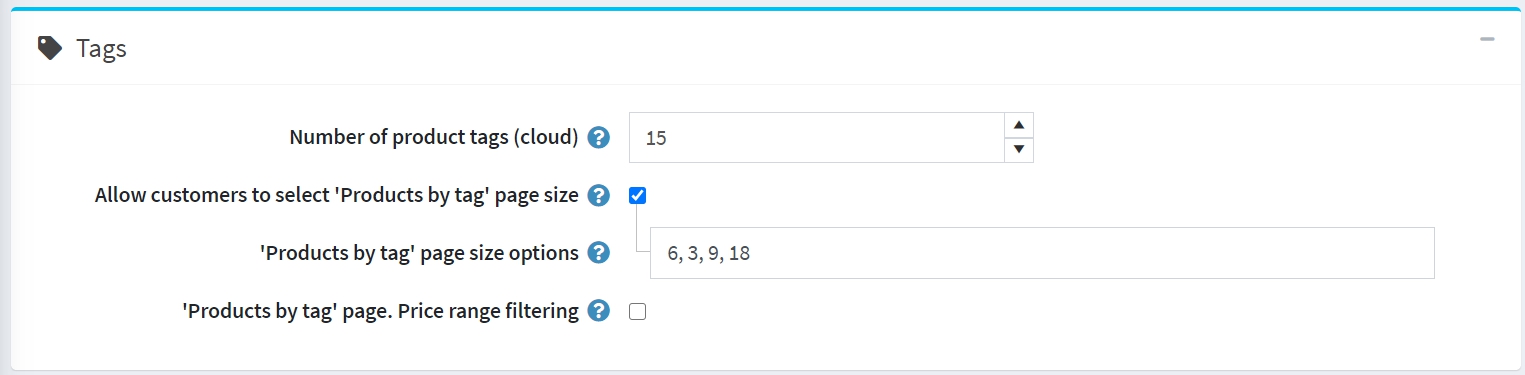 Tags
Number of product tags (cloud) ? 15
Allow customers to select 'Products by tag' page size ?
'Products by tag' page size options ? 6, 3, 9, 18
'Products by tag' page. Price range filtering ?